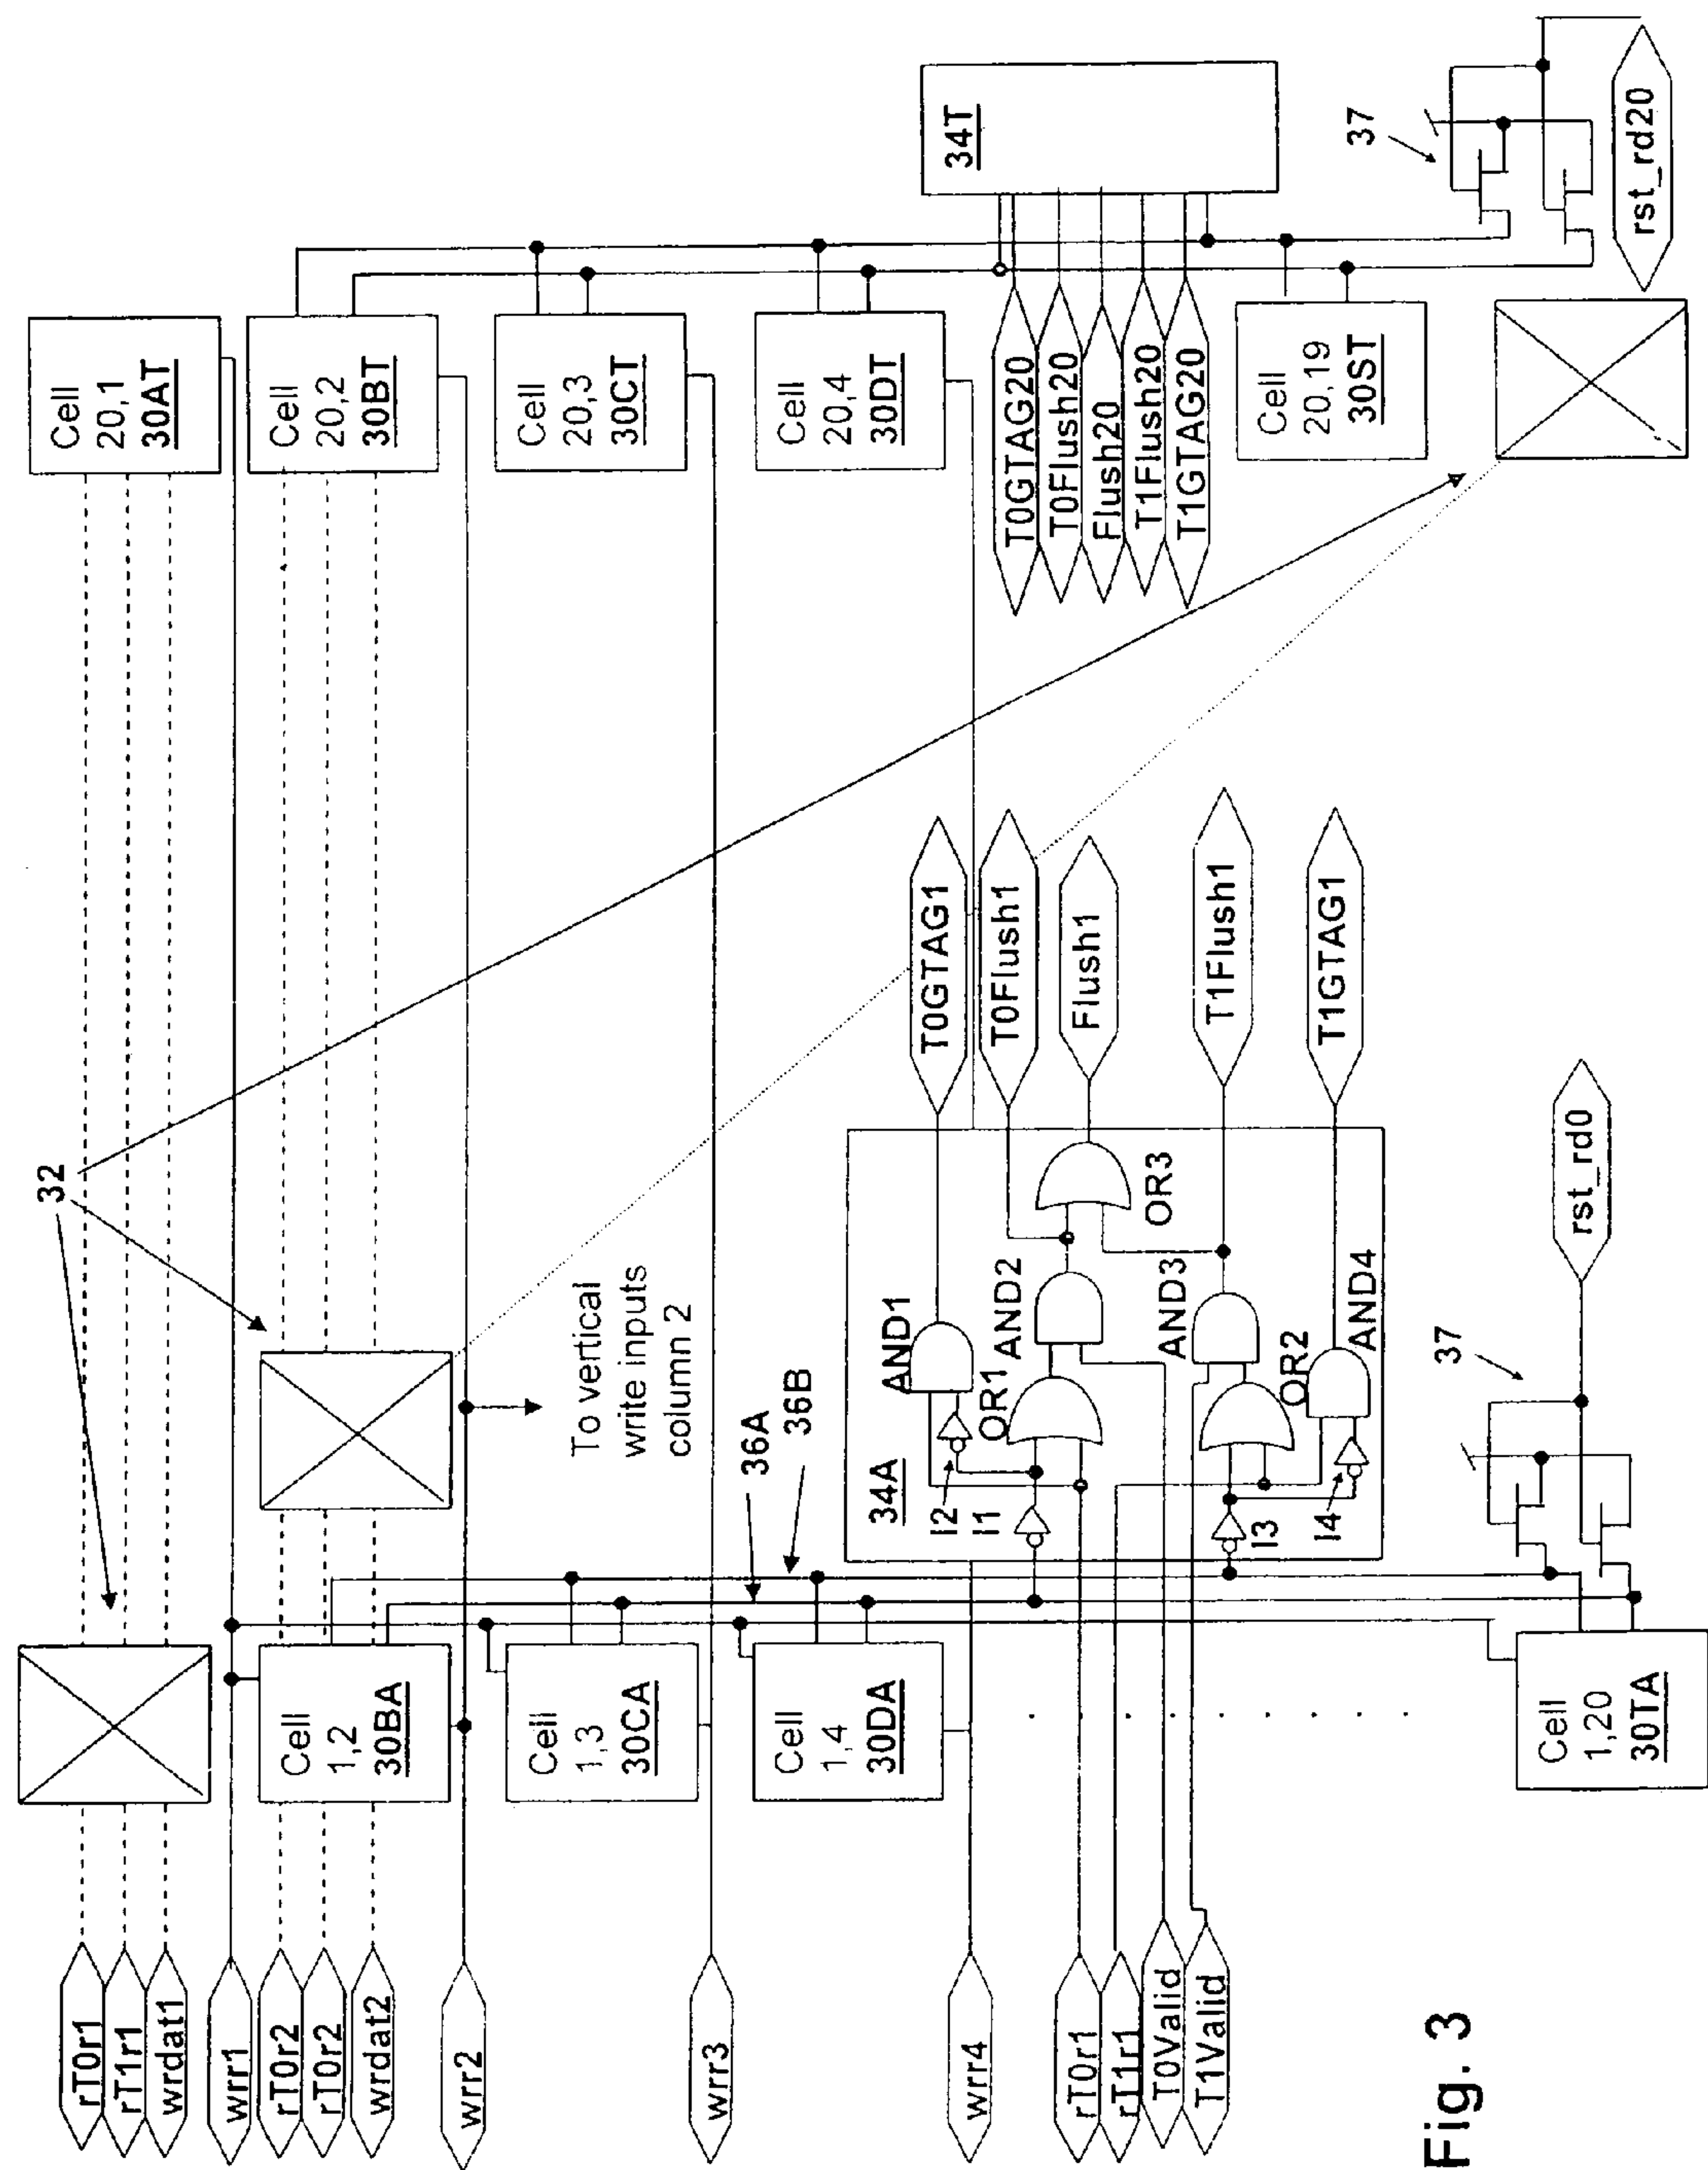 32
rT0r1
rT1r1
wrdat1
wrr1
rT0r2
rT0r2
wrdat2
wrr2
wrr3
wrr4
rT0r1
rT1r1
T0Valid
T1Valid
Cell
1,2
30BA
Cell
1,3
30CA
Cell
1,4
30DA
Cell
1,20
30TA
To vertical
write inputs
column 2
36A
36B
34A
I2
I1
I3
I4
AND1
OR1
AND2
AND3
OR2
AND4
OR3
T0GTAG1
T0Flush1
Flush1
T1Flush1
T1GTAG1
37
rst_rd0
Cell
20,1
30AT
Cell
20,2
30BT
Cell
20,3
30CT
Cell
20,4
30DT
T0GTAG20
T0Flush20
Flush20
T1Flush20
T1GTAG20
34T
Cell
20,19
30ST
37
rst_rd20
Fig. 3